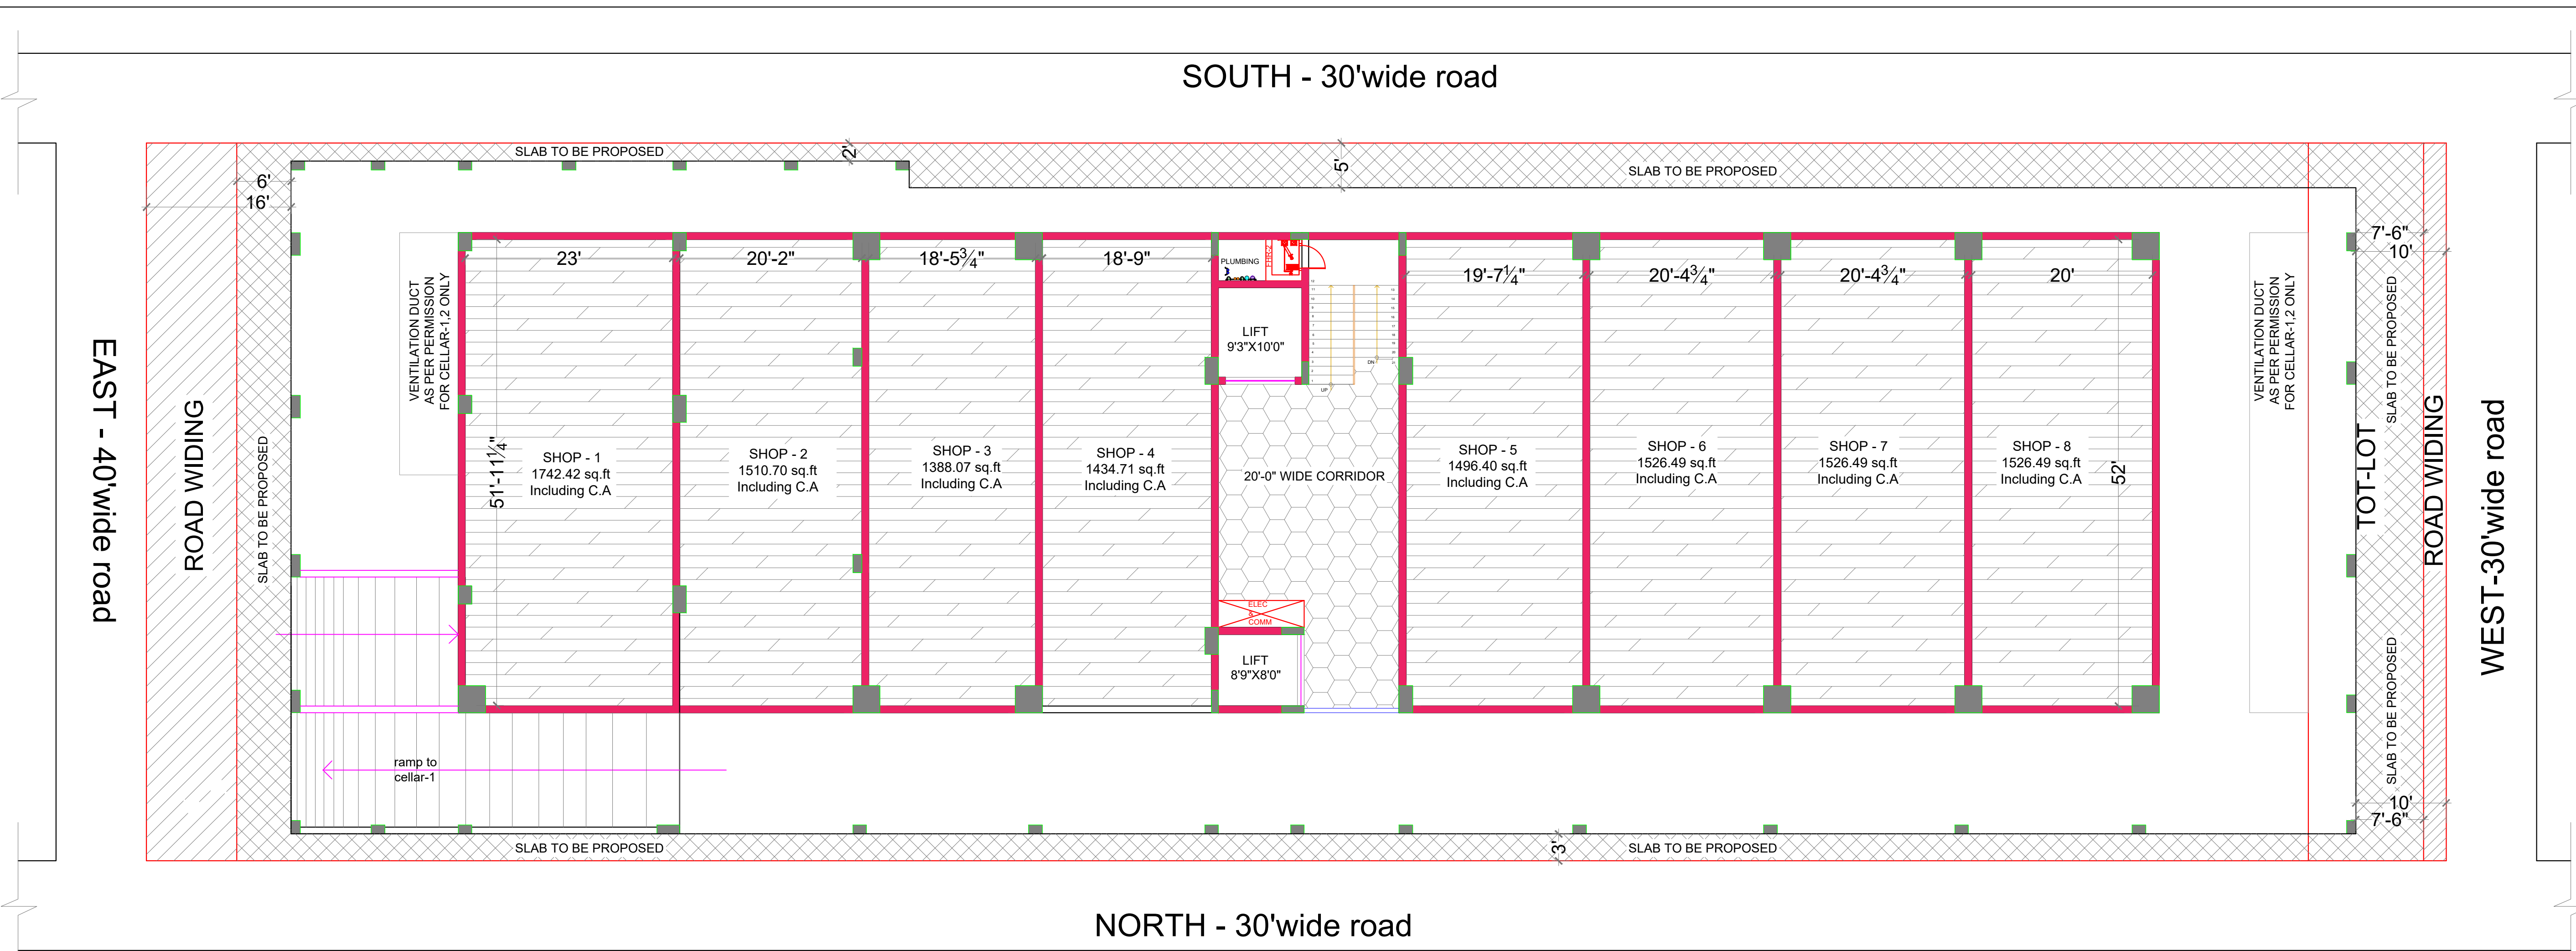 SOUTH - 30'wide road
SLAB TO BE PROPOSED
2'
5'
SLAB TO BE PROPOSED
6'
16'
7'-6"
10'
23'
20'-2"
18'-5¾"
18'-9"
PLUMBING
FHR-2
19'-7¼"
20'-4¾"
20'-4¾"
20'
VENTILATION DUCT
AS PER PERMISSION
FOR CELLAR-1,2 ONLY
VENTILATION DUCT
AS PER PERMISSION
FOR CELLAR-1,2 ONLY
SLAB TO BE PROPOSED
LIFT
9'3"X10'0"
DN
UP
EAST - 40'wide road
ROAD WIDING
SLAB TO BE PROPOSED
51'-11¼"
SHOP - 1
1742.42 sq.ft
Including C.A
SHOP - 2
1510.70 sq.ft
Including C.A
SHOP - 3
1388.07 sq.ft
Including C.A
SHOP - 4
1434.71 sq.ft
Including C.A
20'-0" WIDE CORRIDOR
SHOP - 5
1496.40 sq.ft
Including C.A
SHOP - 6
1526.49 sq.ft
Including C.A
SHOP - 7
1526.49 sq.ft
Including C.A
SHOP - 8
1526.49 sq.ft
Including C.A
52'
TOT-LOT
ROAD WIDING
WEST-30'wide road
ELEC
&
COMM
LIFT
8'9"X8'0"
SLAB TO BE PROPOSED
ramp to
cellar-1
10'
7'-6"
SLAB TO BE PROPOSED
3'
SLAB TO BE PROPOSED
NORTH - 30'wide road